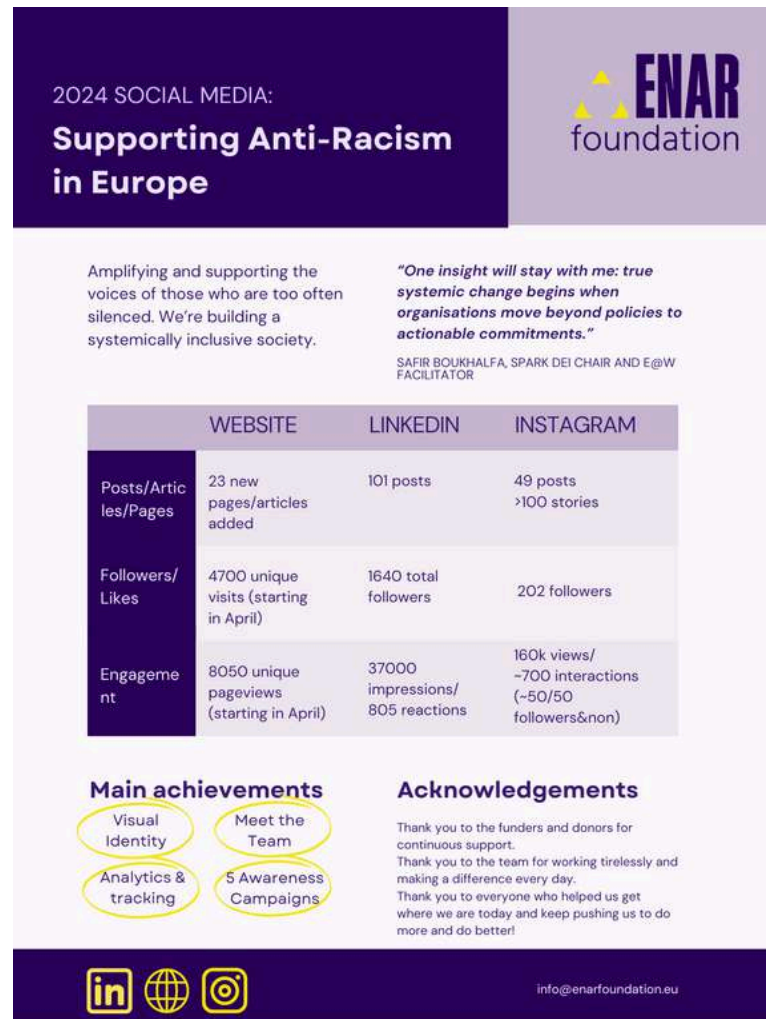 2024 SOCIAL MEDIA:
Supporting Anti-Racism
in Europe
ENAR
foundation
Amplifying and supporting the
voices of those who are too often
silenced. We’re building a
systemically inclusive society.
“One insight will stay with me: true
systemic change begins when
organisations move beyond policies to
actionable commitments.”
SAFIR BOUKHALFA, SPARK DEI CHAIR AND E@W
FACILITATOR
WEBSITE LINKEDIN INSTAGRAM
Posts/Artic
les/Pages
23 new
pages/articles
added
101 posts
49 posts
>100 stories
Followers/
Likes
4700 unique
visits (starting
in April)
1640 total
followers
202 followers
Engageme
nt
8050 unique
pageviews
(starting in April)
37000
impressions/
805 reactions
160k views/
~700 interactions
(~50/50
followers&non)
Main achievements
Visual
Identity
Meet the
Team
Analytics &
tracking
5 Awareness
Campaigns
Acknowledgements
Thank you to the funders and donors for
continuous support.
Thank you to the team for working tirelessly and
making a difference every day.
Thank you to everyone who helped us get
where we are today and keep pushing us to do
more and do better!
in
info@enarfoundation.eu